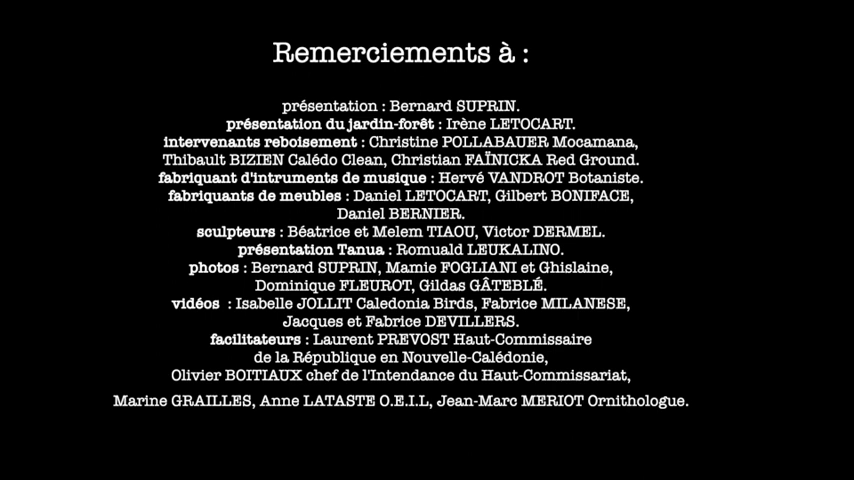 Remerciements à :
présentation : Bernard SUPRIN.
présentation du jardin-forêt : Irène LETOCART.
intervenants reboisement : Christine POLLABAUER Mocamana,
Thibault BIZIEN Calédo Clean, Christian FAÏNICKA Red Ground.
fabriquant d'intruments de musique : Hervé VANDROT Botaniste.
fabriquants de meubles : Daniel LETOCART, Gilbert BONIFACE,
Daniel BERNIER.
sculpteurs : Béatrice et Melem TIAOU, Victor DERMEL.
présentation Tanua : Romuald LEUKALINO.
photos : Bernard SUPRIN, Mamie FOGLIANI et Ghislaine,
Dominique FLEUROT, Gildas GÂTEBLÉ.
vidéos : Isabelle JOLLIT Caledonia Birds, Fabrice MILANESE,
Jacques et Fabrice DEVILLERS.
facilitateurs : Laurent PREVOST Haut-Commissaire
de la République en Nouvelle-Calédonie,
Olivier BOITIAUX chef de l'Intendance du Haut-Commissariat,
Marine GRAILLES, Anne LATASTE O.E.I.L, Jean-Marc MERIOT Ornithologue.